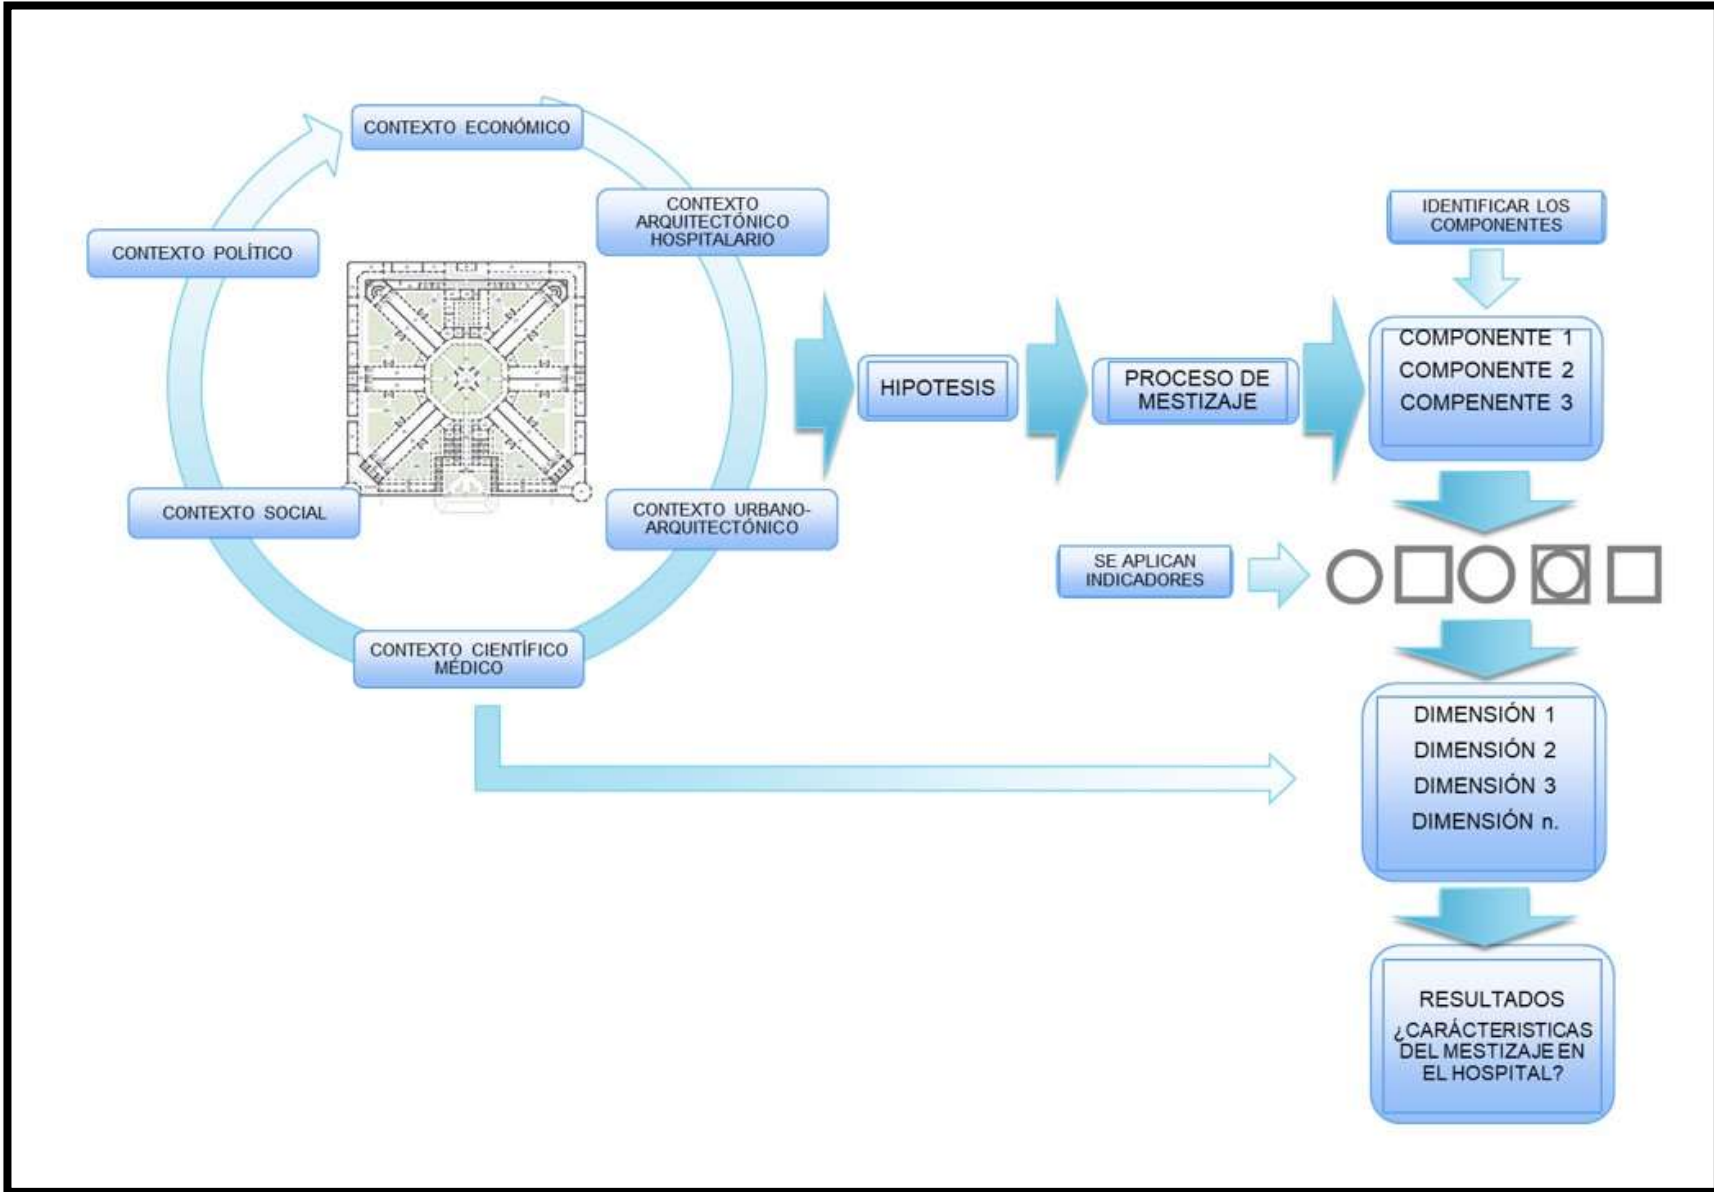 CONTEXTO ECONÓMICO
CONTEXTO
ARQUITECTÓNICO
HOSPITALARIO
CONTEXTO POLÍTICO
CONTEXTO SOCIAL
CONTEXTO URBANO-
ARQUITECTÓNICO
CONTEXTO CIENTÍFICO
MÉDICO
HIPOTESIS
PROCESO DE
MESTIZAJE
IDENTIFICAR LOS
COMPONENTES
COMPONENTE 1
COMPONENTE 2
COMPENENTE 3
SE APLICAN
INDICADORES
DIMENSIÓN 1
DIMENSIÓN 2
DIMENSIÓN 3
DIMENSIÓN n.
RESULTADOS
¿CARÁCTERISTICAS
DEL MESTIZAJE EN
EL HOSPITAL?